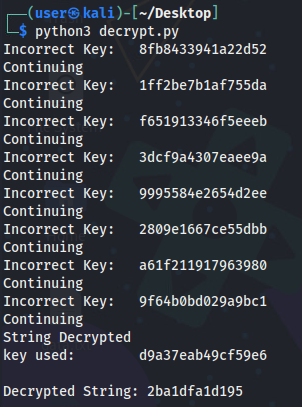 ┌──(user㉿kali)-[~/Desktop]
└─$ python3 decrypt.py
Incorrect Key:   8fb8433941a22d52
Continuing
Incorrect Key:   1ff2be7b1af755da
Continuing
Incorrect Key:   f651913346f5eeeb
Continuing
Incorrect Key:   3dcf9a4307eaee9a
Continuing
Incorrect Key:   9995584e2654d2ee
Continuing
Incorrect Key:   2809e1667ce55dbb
Continuing
Incorrect Key:   a61f211917963980
Continuing
Incorrect Key:   9f64b0bd029a9bc1
Continuing
String Decrypted
key used:        d9a37eab49cf59e6
Decrypted String: 2ba1dfa1d195